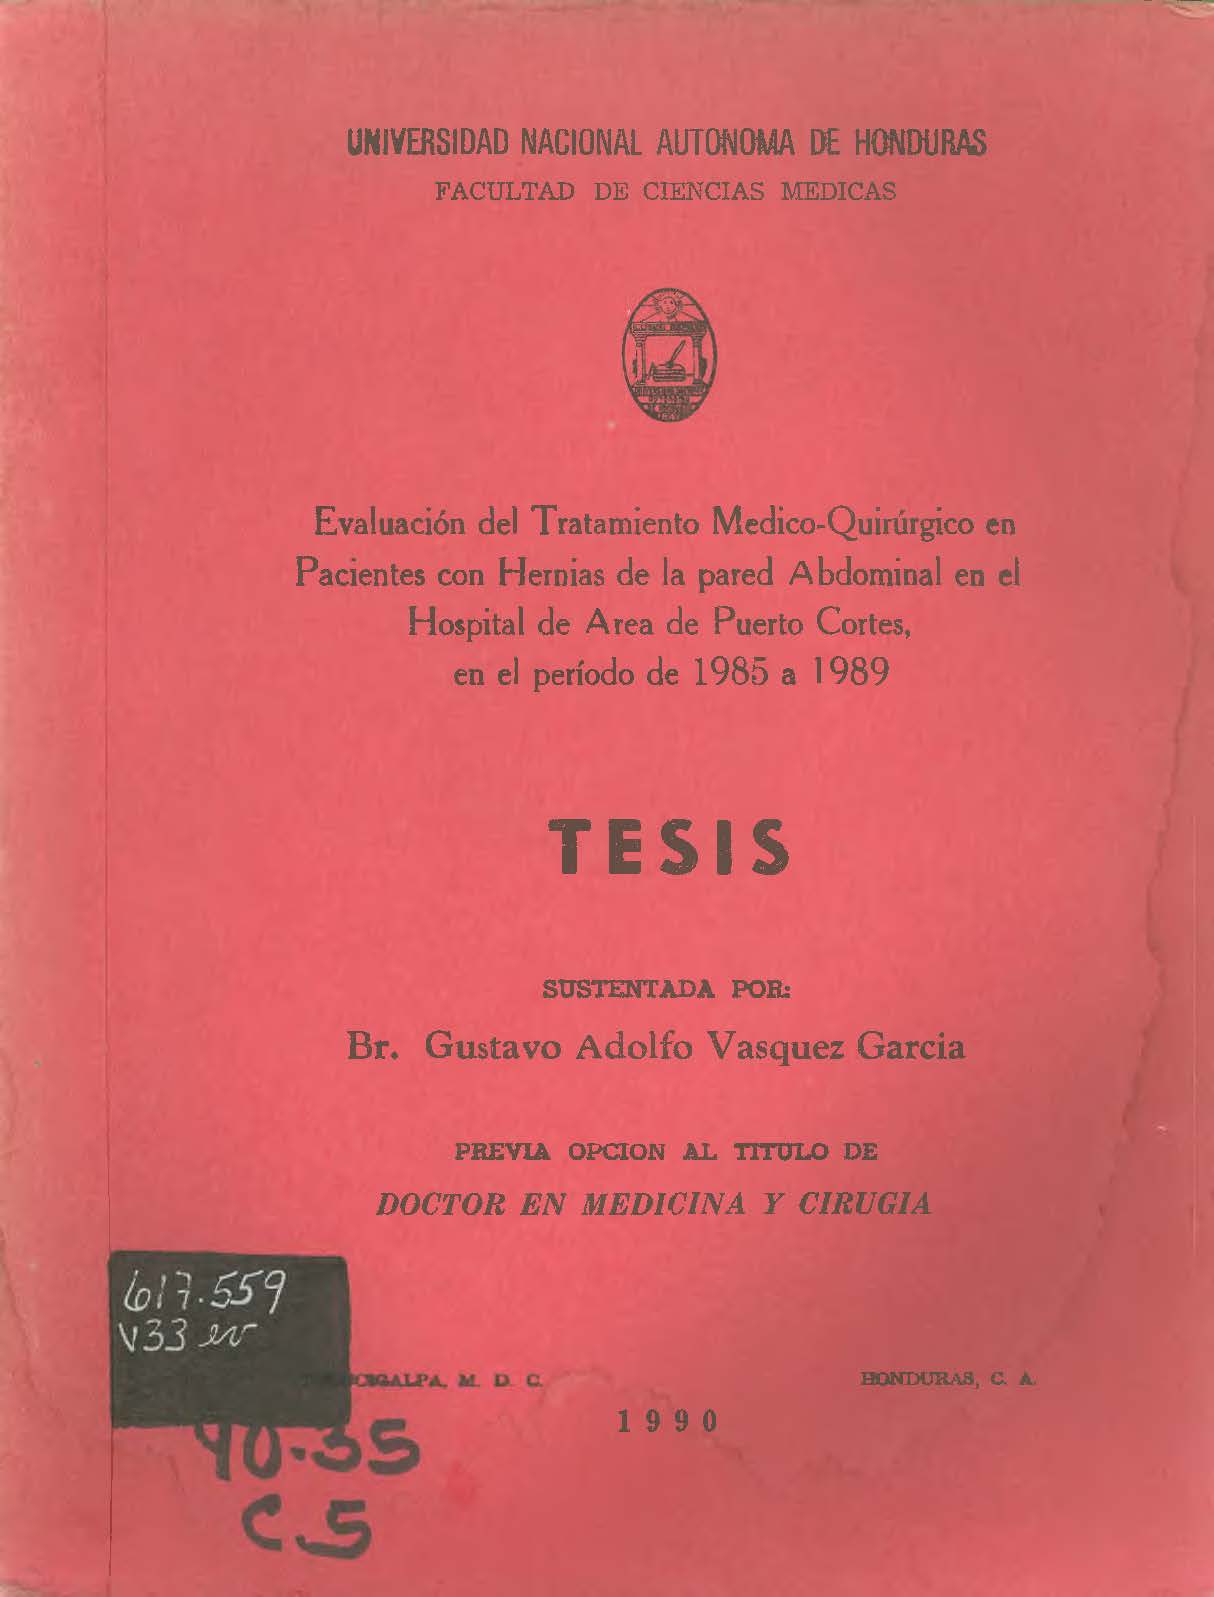 UNIVERSIDAD NACIONAL AUTONOMA DE HONDURAS
FACULTAD DE CIENCIAS MEDICAS
Evaluación del Tratamiento Medico-Quirúrgico en
Pacientes con Hernias de la pared Abdominal en el
Hospital de Area de Puerto Cortes,
en el período de 1985 a 1989
TESIS
SUSTENTADA POR:
Br. Gustavo Adolfo Vasquez Garcia
PREVIA OPCION AL TITULO DE
DOCTOR EN MEDICINA Y CIRUGIA
617.559
V33 ev
M. D. C.
HONDURAS, C. A.
1990
90-35
C.5